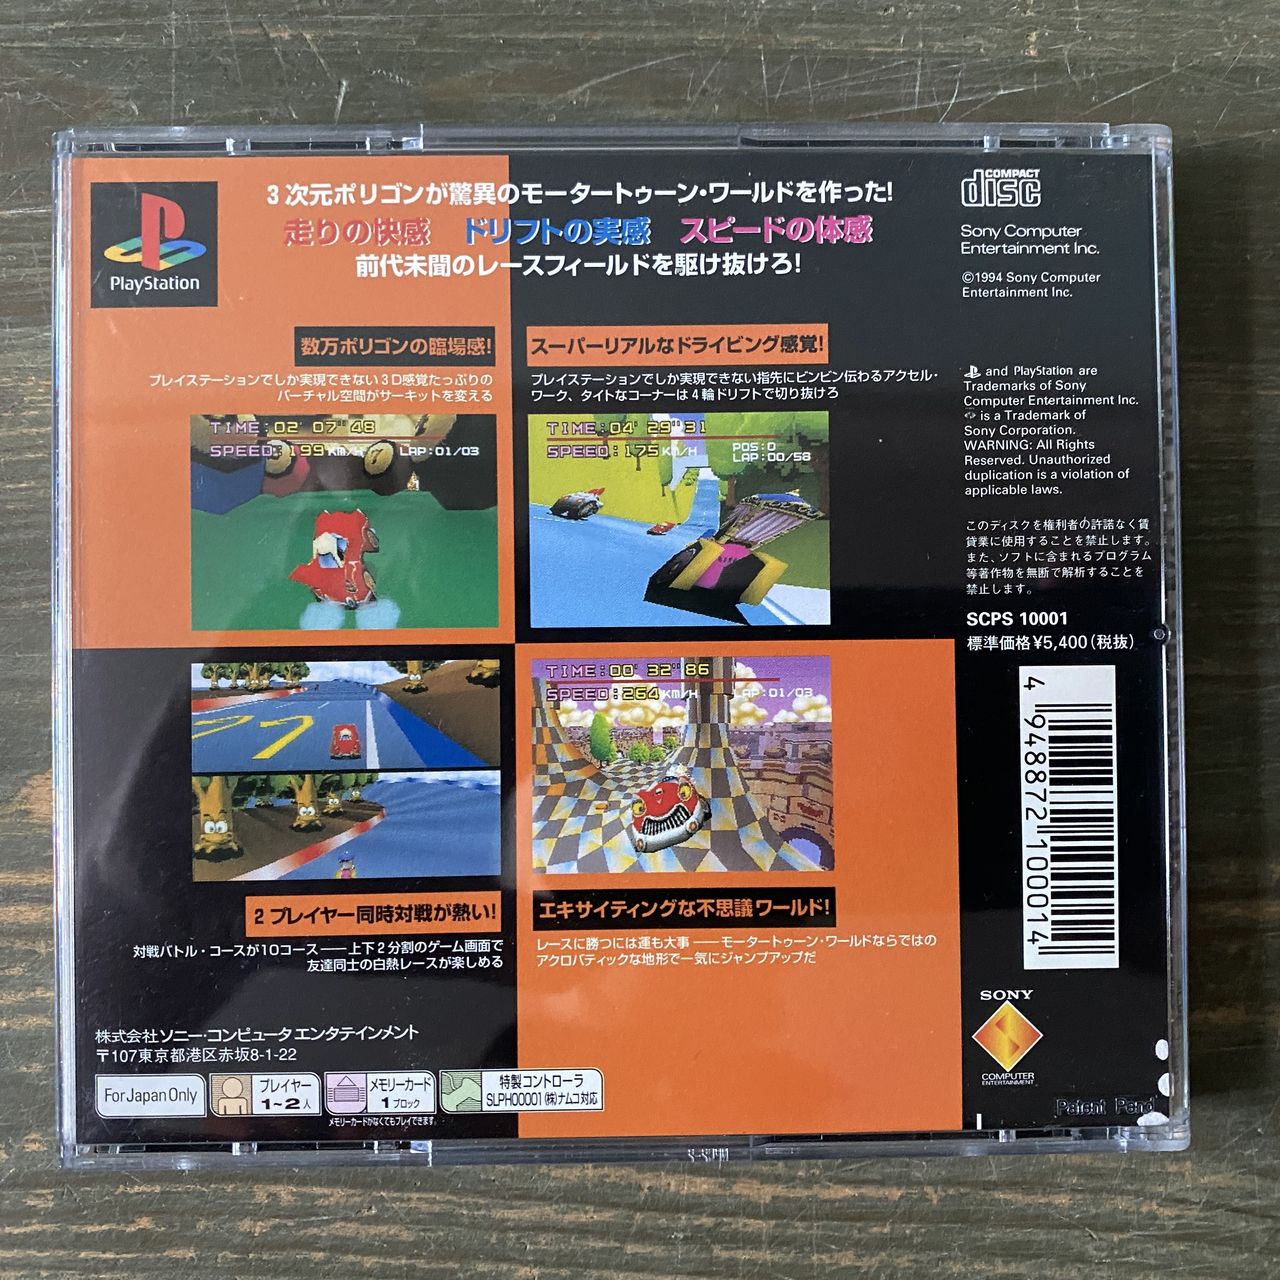 3次元ポリゴンが驚異のモータートゥーン・ワールドを作った!
走りの快感 ドリフトの実感 スピードの体感
前代未聞のレースフィールドを駆け抜けろ!
PlayStation
数万ポリゴンの臨場感!
プレイステーションでしか実現できない3D感覚たっぷりの
バーチャル空間がサーキットを変える
TIME:02'07"48
SPEED:199KM/H LAP:01/03
スーパーリアルなドライビング感覚!
プレイステーションでしか実現できない指先にビンビン伝わるアクセル・
ワーク、タイトなコーナーは4輪ドリフトで切り抜けろ
TIME:04'29"31
SPEED:175KM/H POS:0
LAP:00/58
2プレイヤー同時対戦が熱い!
対戦バトル・コースが10コース――上下2分割のゲーム画面で
友達同士の白熱レースが楽しめる
TIME:00'32"86
SPEED:264KM/H LAP:01/03
エキサイティングな不思議ワールド!
レースに勝つには運も大事――モータートゥーン・ワールドならではの
アクロバティックな地形で一気にジャンプアップだ
株式会社ソニー・コンピュータエンタテインメント
〒107東京都港区赤坂8-1-22
For Japan Only
プレイヤー
1~2人
メモリーカード
1ブロック
メモリーカードがなくてもプレイできます。
特製コントローラ
SLPH00001(株)ナムコ対応
COMPACT
disc
Sony Computer
Entertainment Inc.
©1994 Sony Computer
Entertainment Inc.
and PlayStation are
Trademarks of Sony
Computer Entertainment Inc.
is a Trademark of
Sony Corporation.
WARNING: All Rights
Reserved. Unauthorized
duplication is a violation of
applicable laws.
このディスクを権利者の許諾なく賃
貸業に使用することを禁止します。
また、ソフトに含まれるプログラム
等著作物を無断で解析することを
禁止します。
SCPS 10001
標準価格¥5,400(税抜)
4 948872 100014
SONY
COMPUTER
ENTERTAINMENT
Patent Pend